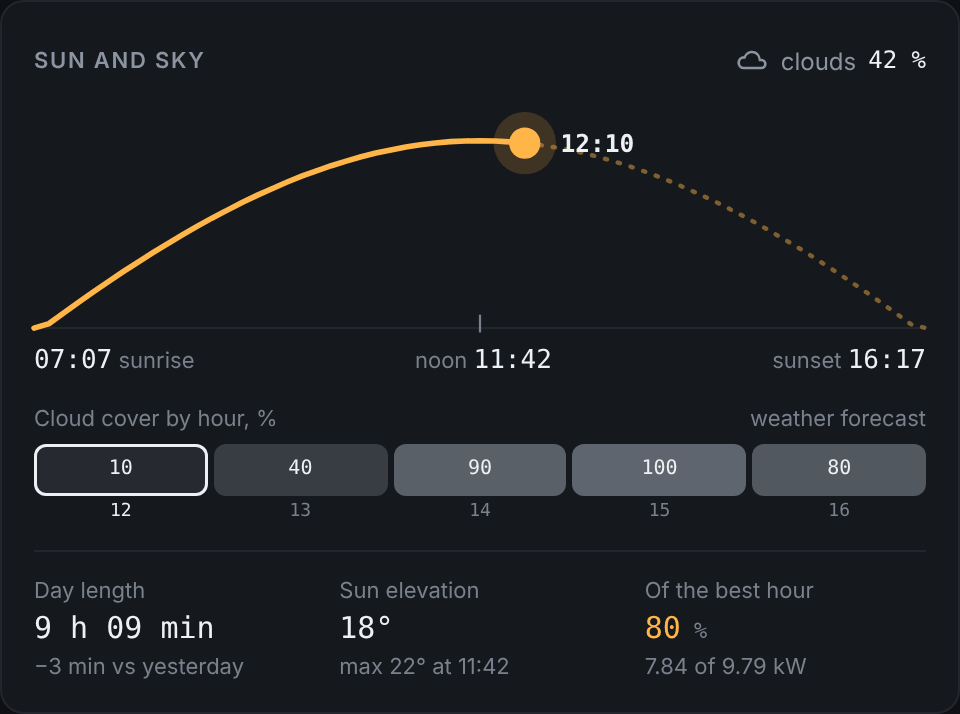 SUN AND SKY
clouds 42 %
12:10
07:07 sunrise
noon 11:42
sunset 16:17
Cloud cover by hour, %
weather forecast
10 40 90 100 80
12 13 14 15 16
Day length
9 h 09 min
−3 min vs yesterday
Sun elevation
18°
max 22° at 11:42
Of the best hour
80 %
7.84 of 9.79 kW